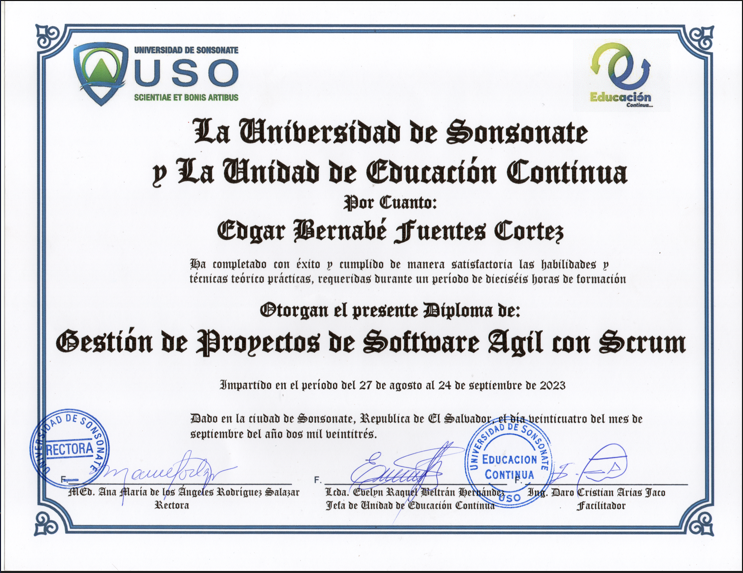 UNIVERSIDAD DE SONSONATE
USO
SCIENTIAE ET BONIS ARTIBUS
Educación
Continua...
La Universidad de Sonsonate
y La Unidad de Educación Continua
Por Cuanto:
Edgar Bernabé Fuentes Cortez
Ha completado con éxito y cumplido de manera satisfactoria las habilidades y
técnicas teórico prácticas, requeridas durante un período de dieciséis horas de formación
Otorgan el presente Diploma de:
Gestión de Proyectos de Software Agil con Scrum
Impartido en el período del 27 de agosto al 24 de septiembre de 2023
Dado en la ciudad de Sonsonate, Republica de El Salvador, el día veinticuatro del mes de
septiembre del año dos mil veintitrés.
UNIVERSIDAD DE SONSONATE
RECTORA
UNIVERSIDAD DE SONSONATE
EDUCACION
CONTINUA
USO
F.
F.
F.
MEd. Ana María de los Ángeles Rodríguez Salazar
Rectora
Lcda. Evelyn Raquel Beltrán Hernández
Jefa de Unidad de Educación Continua
Ing. Daro Cristian Arias Jaco
Facilitador